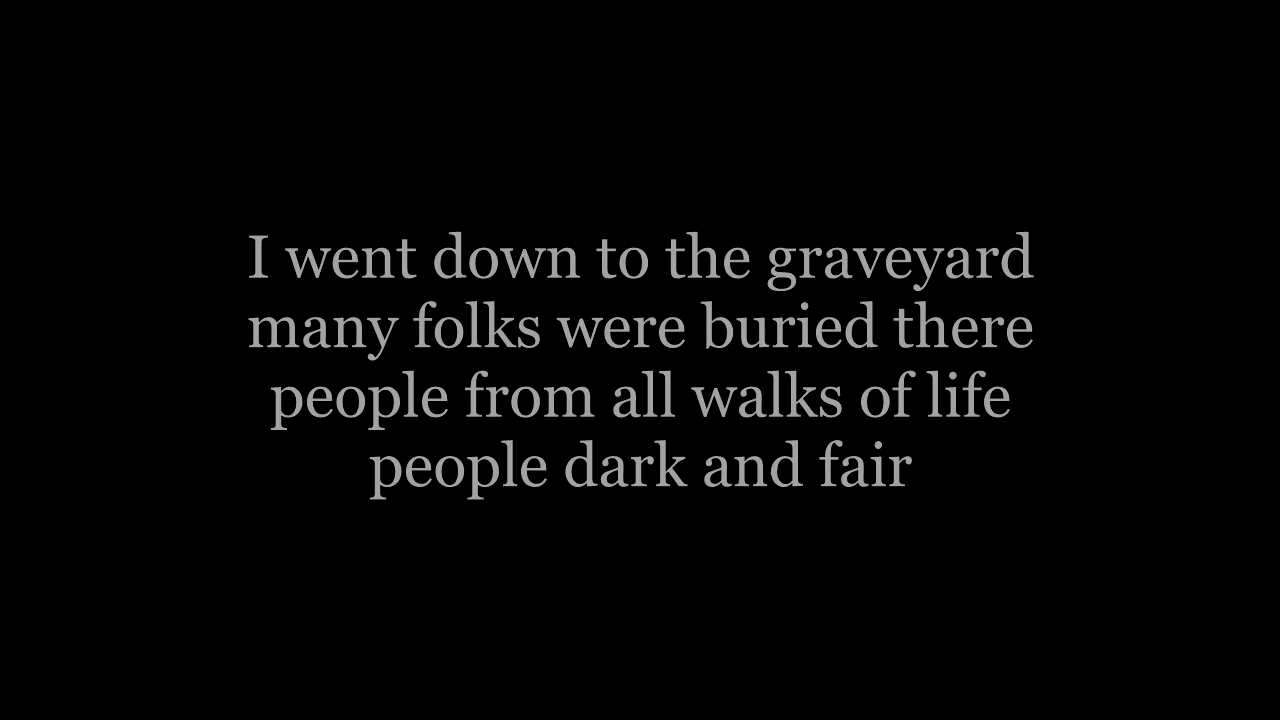 I went down to the graveyard
many folks were buried there
people from all walks of life
people dark and fair